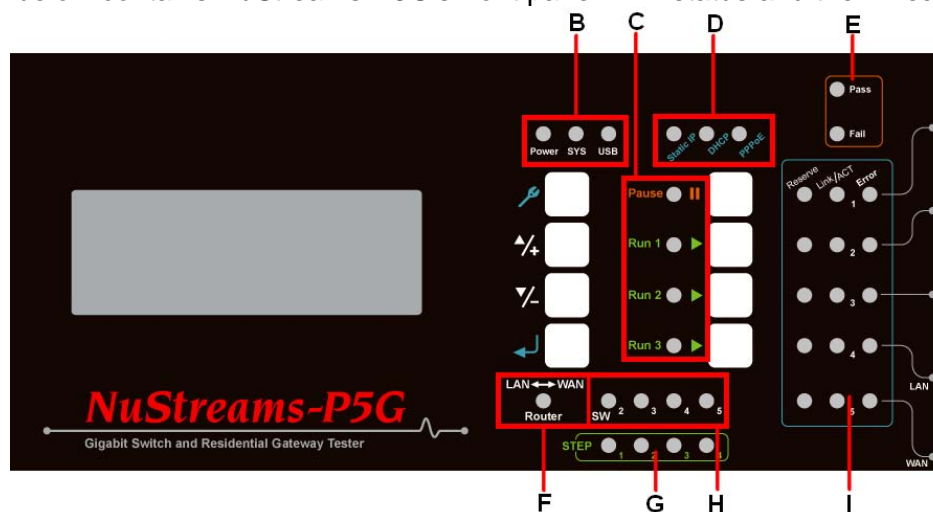 B C D E
Pass
Fail
Power SYS USB
Static IP DHCP PPPoE
Reserve Link/ACT Error
Pause
1
+
Run 1
2
-
Run 2
3
Run 3
4
LAN
LAN WAN
Router
SW 2 3 4 5
5
NuStreams-P5G
Gigabit Switch and Residential Gateway Tester
STEP 1 2 3 4
WAN
F G H I